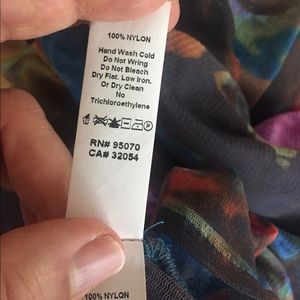 100% NYLON
Hand Wash Cold
Do Not Wring
Do Not Bleach
Dry Flat. Low Iron.
Or Dry Clean
No
Trichloroethylene
RN# 95070
CA# 32054
100% NYLON